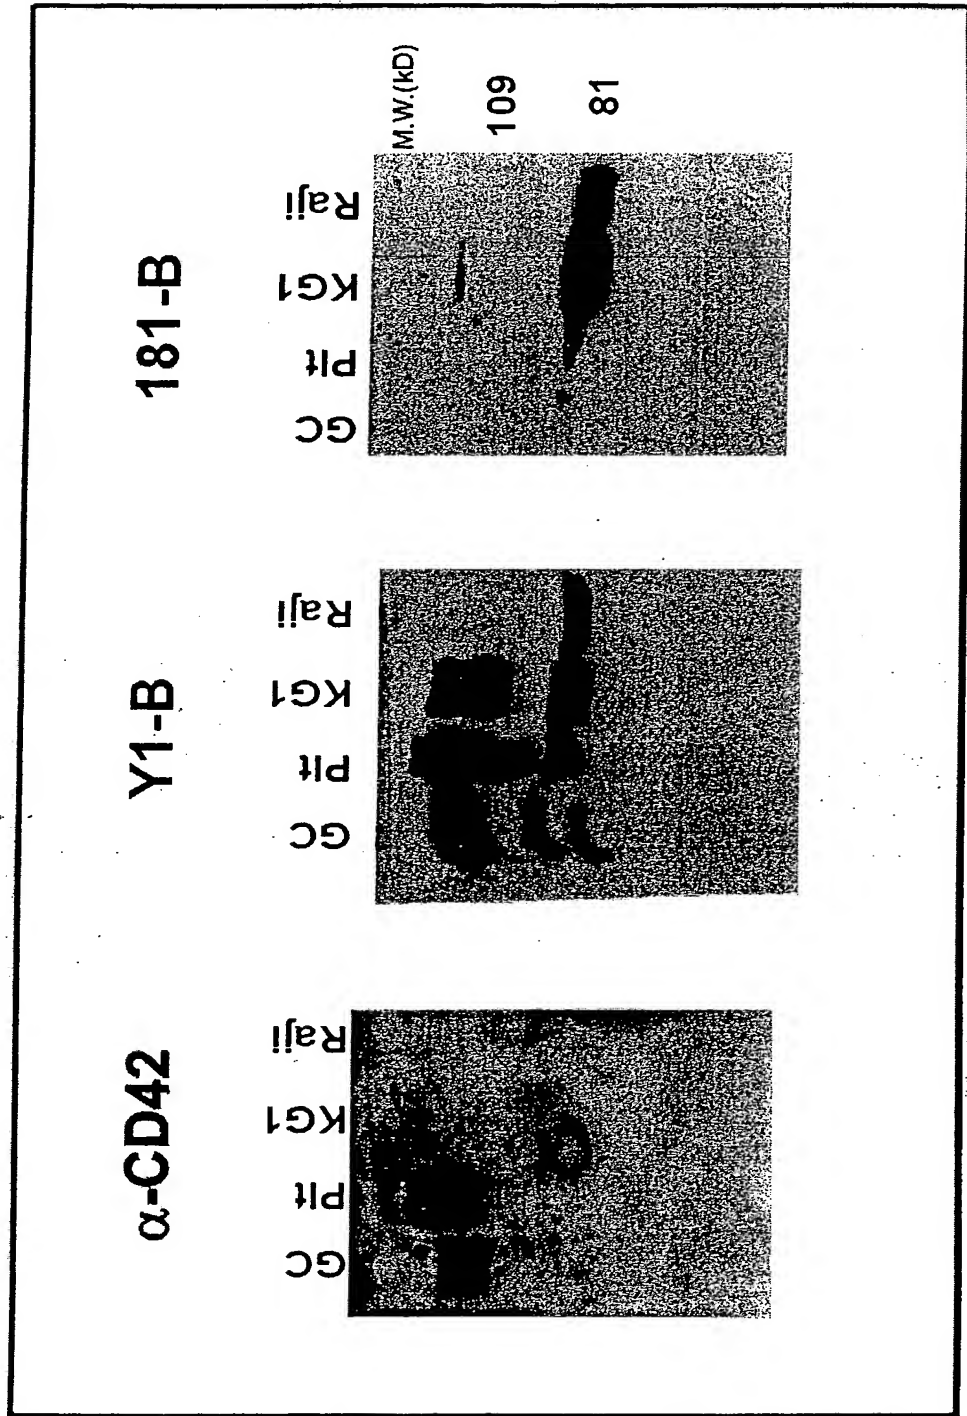 α-CD42
Y1-B
181-B
GC
Plt
KG1
Raji
GC
Plt
KG1
Raji
GC
Plt
KG1
Raji
M.W.(kD)
109
81